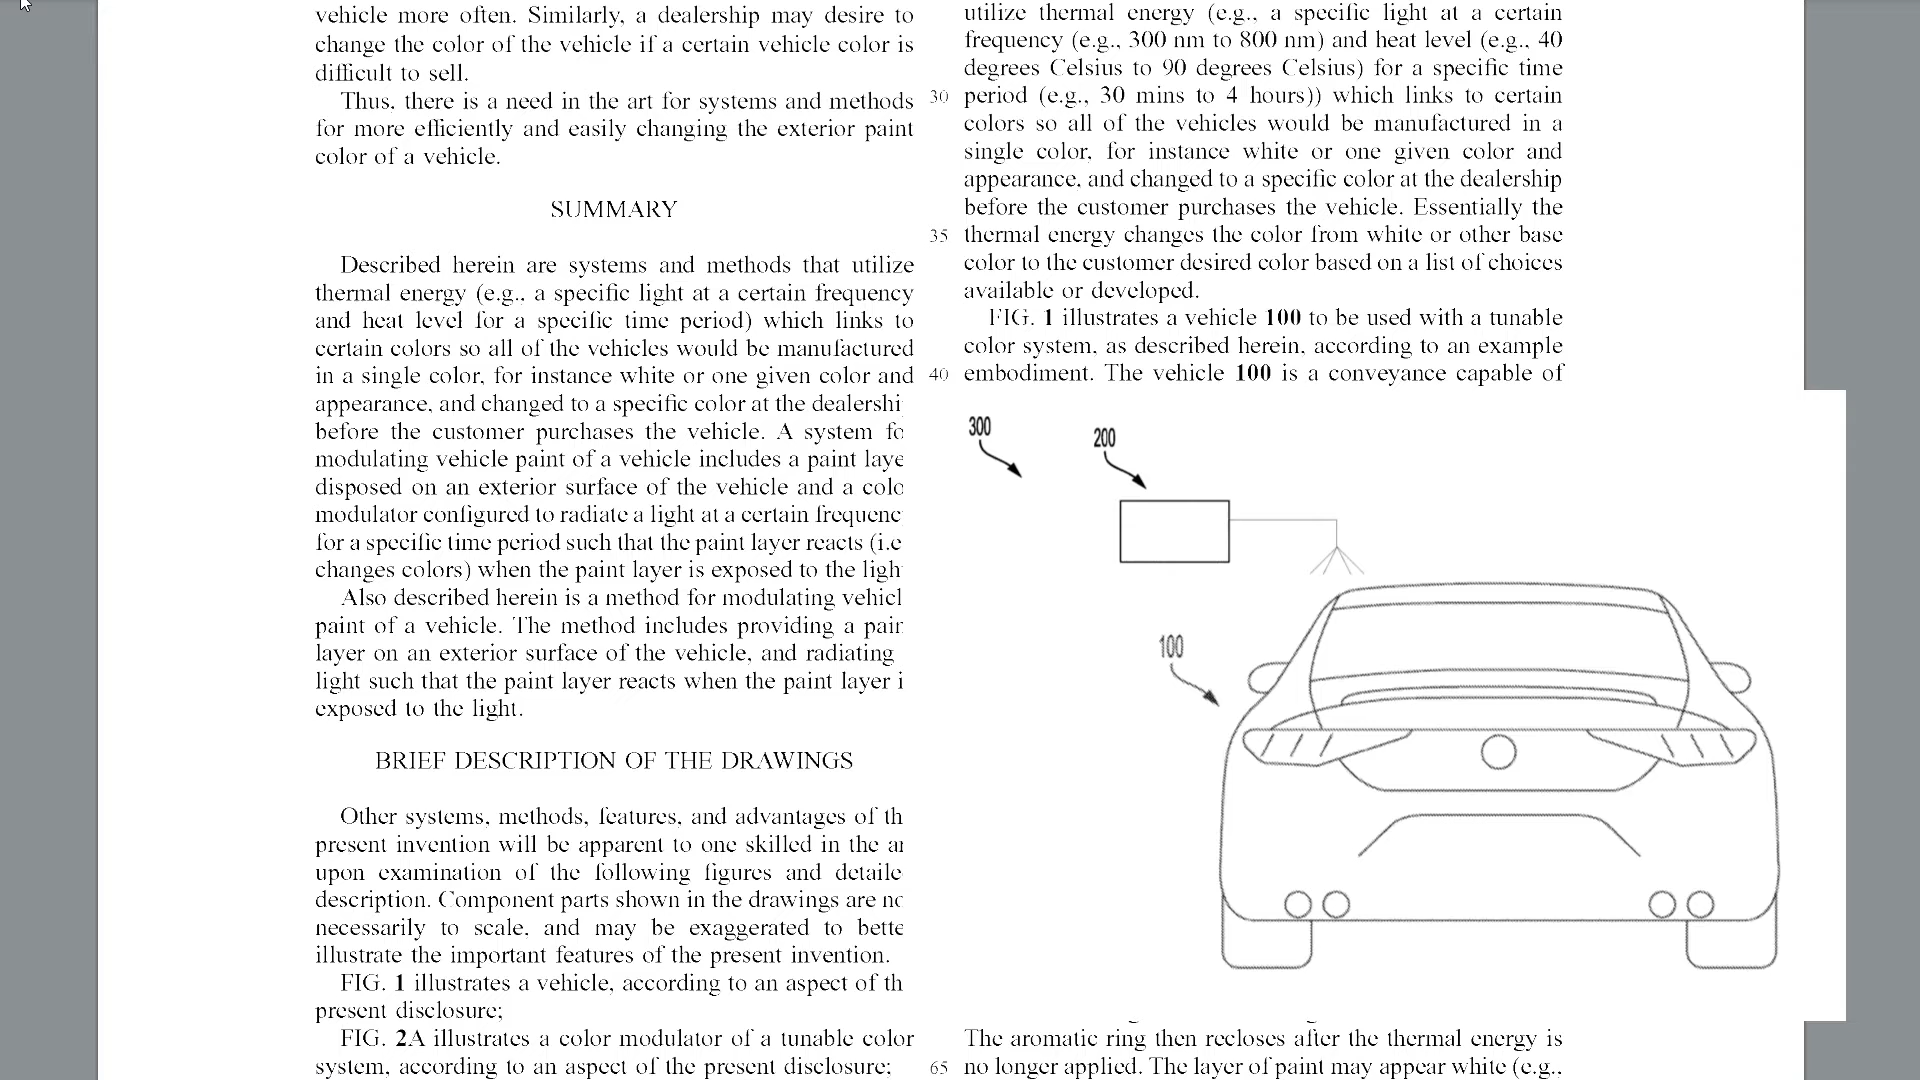 vehicle more often. Similarly, a dealership may desire to
change the color of the vehicle if a certain vehicle color is
difficult to sell.
Thus, there is a need in the art for systems and methods
for more efficiently and easily changing the exterior paint
color of a vehicle.
SUMMARY
Described herein are systems and methods that utilize
thermal energy (e.g., a specific light at a certain frequency
and heat level for a specific time period) which links to
certain colors so all of the vehicles would be manufactured
in a single color, for instance white or one given color and
appearance, and changed to a specific color at the dealershi
before the customer purchases the vehicle. A system fo
modulating vehicle paint of a vehicle includes a paint laye
disposed on an exterior surface of the vehicle and a colo
modulator configured to radiate a light at a certain frequenc
for a specific time period such that the paint layer reacts (i.e
changes colors) when the paint layer is exposed to the ligh
Also described herein is a method for modulating vehicl
paint of a vehicle. The method includes providing a pain
layer on an exterior surface of the vehicle, and radiating
light such that the paint layer reacts when the paint layer i
exposed to the light.
BRIEF DESCRIPTION OF THE DRAWINGS
Other systems, methods, features, and advantages of th
present invention will be apparent to one skilled in the ar
upon examination of the following figures and detaile
description. Component parts shown in the drawings are no
necessarily to scale, and may be exaggerated to bette
illustrate the important features of the present invention.
FIG. 1 illustrates a vehicle, according to an aspect of th
present disclosure;
FIG. 2A illustrates a color modulator of a tunable color
system, according to an aspect of the present disclosure;
utilize thermal energy (e.g., a specific light at a certain
frequency (e.g., 300 nm to 800 nm) and heat level (e.g., 40
degrees Celsius to 90 degrees Celsius) for a specific time
30 period (e.g., 30 mins to 4 hours)) which links to certain
colors so all of the vehicles would be manufactured in a
single color, for instance white or one given color and
appearance, and changed to a specific color at the dealership
before the customer purchases the vehicle. Essentially the
35 thermal energy changes the color from white or other base
color to the customer desired color based on a list of choices
available or developed.
FIG. 1 illustrates a vehicle 100 to be used with a tunable
color system, as described herein, according to an example
40 embodiment. The vehicle 100 is a conveyance capable of
300
200
100
The aromatic ring then recloses after the thermal energy is
65 no longer applied. The layer of paint may appear white (e.g.,